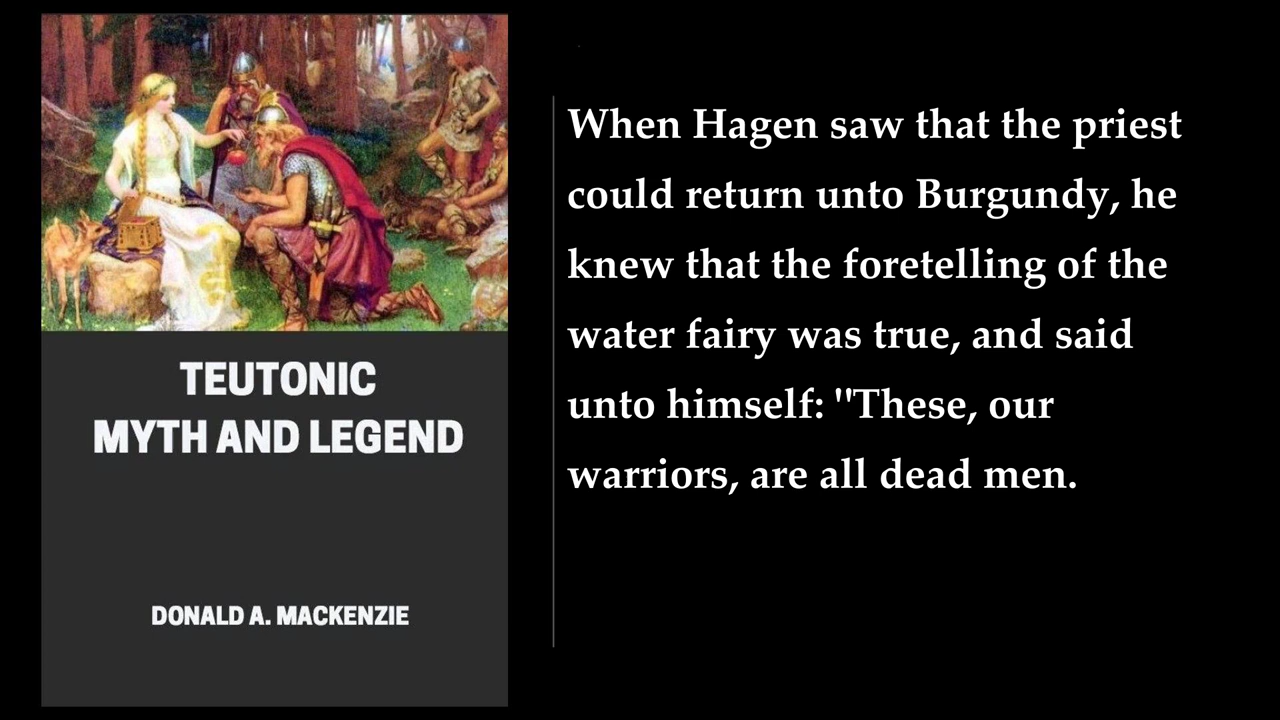 TEUTONIC
MYTH AND LEGEND
DONALD A. MACKENZIE
When Hagen saw that the priest
could return unto Burgundy, he
knew that the foretelling of the
water fairy was true, and said
unto himself: "These, our
warriors, are all dead men.